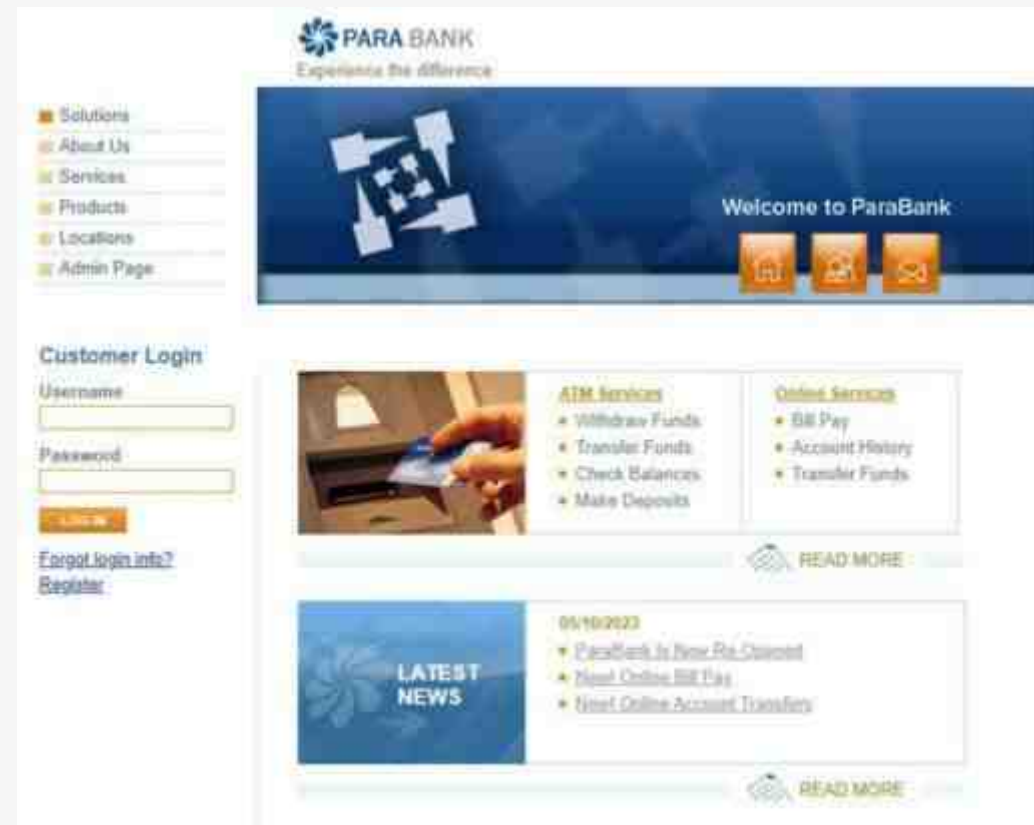 PARA BANK
Experience the difference
Solutions
About Us
Services
Products
Locations
Admin Page
Welcome to ParaBank
Customer Login
Username
Password
LOG IN
Forgot login info?
Register
ATM Services
Withdraw Funds
Transfer Funds
Check Balances
Make Deposits
Online Services
Bill Pay
Account History
Transfer Funds
READ MORE
LATEST
NEWS
05/10/2023
ParaBank Is Now Re-Opened
New! Online Bill Pay
New! Online Account Transfers
READ MORE